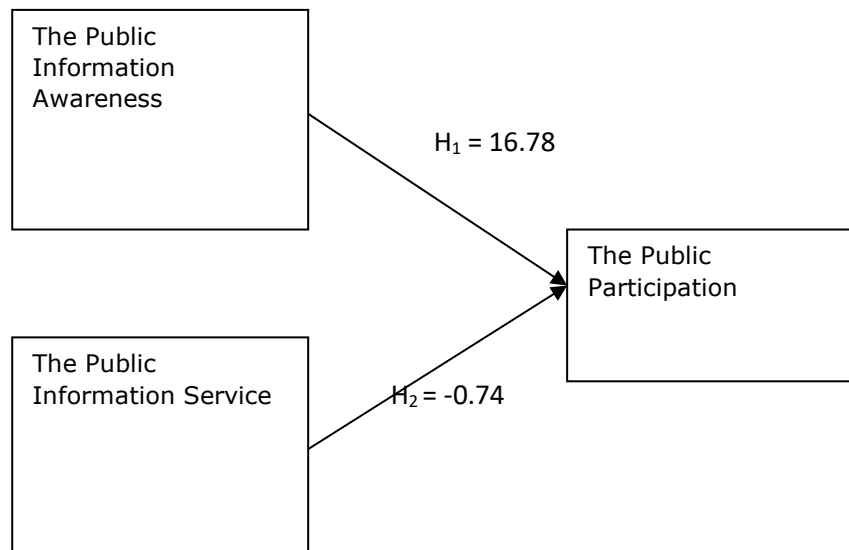 The Public
Information
Awareness
H₁ = 16.78
The Public
Participation
The Public
Information Service
H₂ = -0.74